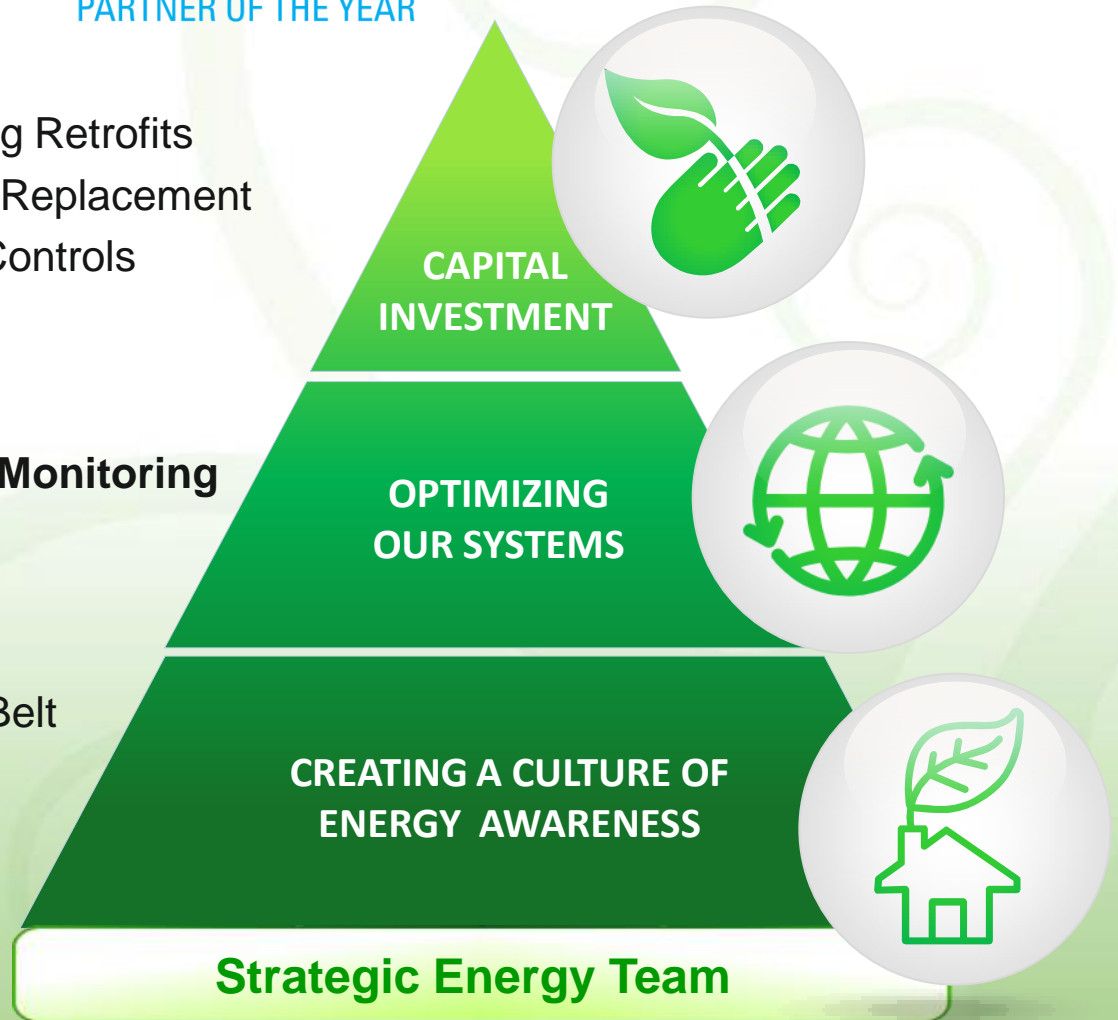 PARTNER OF THE YEAR
g Retrofits
Replacement
Controls
CAPITAL
INVESTMENT
Monitoring
OPTIMIZING
OUR SYSTEMS
Belt
CREATING A CULTURE OF
ENERGY AWARENESS
Strategic Energy Team